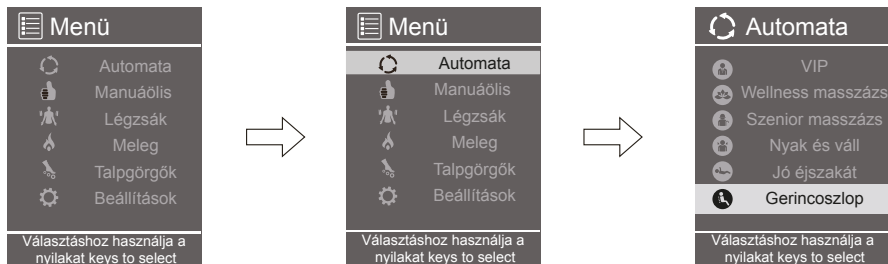 Menü
Automata
Manuáölis
Légzsák
Meleg
Talpgörgők
Beállítások
Választáshoz használja a
nyilakat keys to select
Menü
Automata
Manuáölis
Légzsák
Meleg
Talpgörgők
Beállítások
Választáshoz használja a
nyilakat keys to select
Automata
VIP
Wellness masszázs
Szenior masszázs
Nyak és váll
Jó éjszakát
Gerincoszlop
Választáshoz használja a
nyilakat keys to select